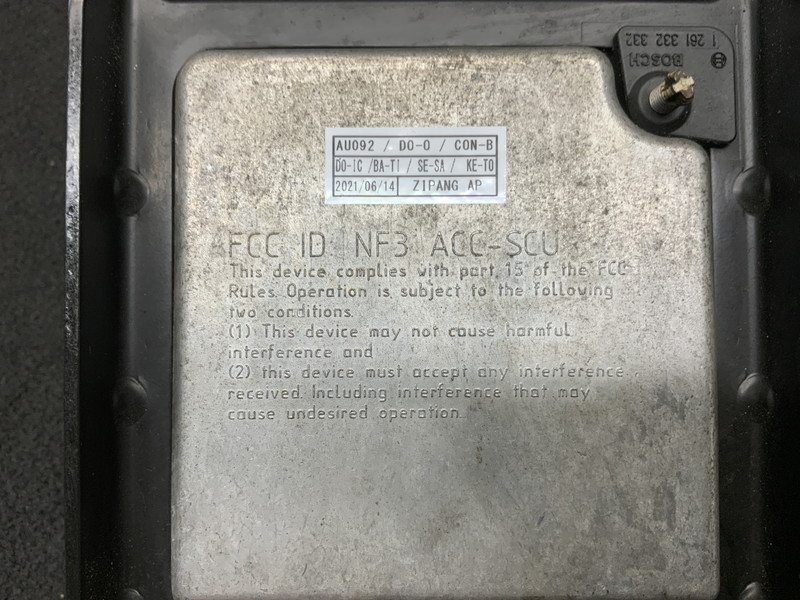 1 261 332 332
BOSCH
AU092 / DO-O / CON-B
DO-IC /BA-TI / SE-SA / KE-TO
2021/06/14 ZIPANG AP
FCC ID NF3 ACC-SCU
This device complies with part 15 of the FCC
Rules. Operation is subject to the following
two conditions.
(1) This device may not cause harmful
interference and
(2) this device must accept any interference
received. Including interference that may
cause undesired operation.